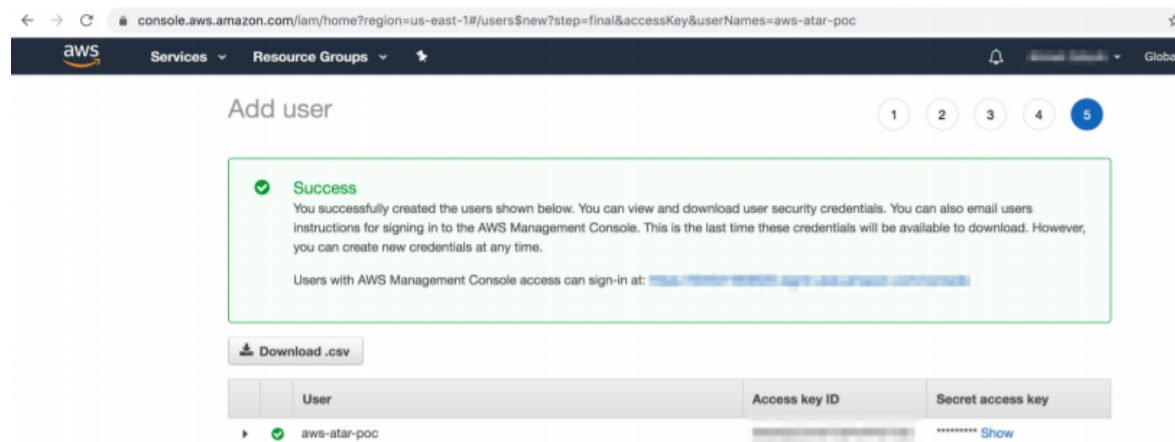 console.aws.amazon.com/iam/home?region=us-east-1#/users$new?step=final&accessKey&userNames=aws-atar-poc
aws Services Resource Groups Globa
Add user 1 2 3 4 5
Success
You successfully created the users shown below. You can view and download user security credentials. You can also email users
instructions for signing in to the AWS Management Console. This is the last time these credentials will be available to download. However,
you can create new credentials at any time.
Users with AWS Management Console access can sign-in at:
Download .csv
User Access key ID Secret access key
aws-atar-poc ********* Show